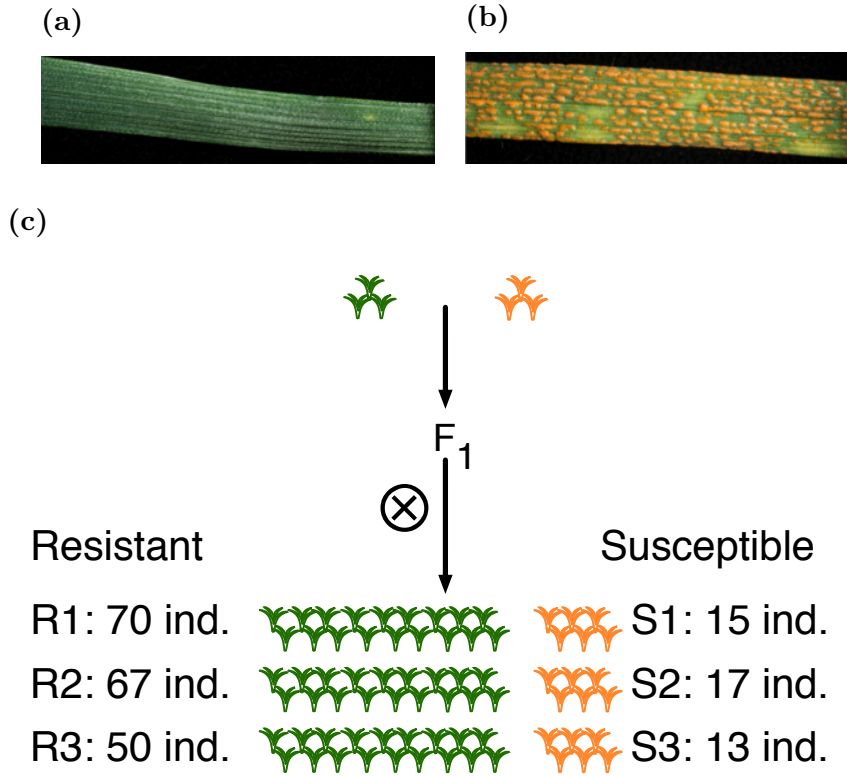 (a)
(b)
(c)
F1
Resistant
Susceptible
R1: 70 ind.
S1: 15 ind.
R2: 67 ind.
S2: 17 ind.
R3: 50 ind.
S3: 13 ind.